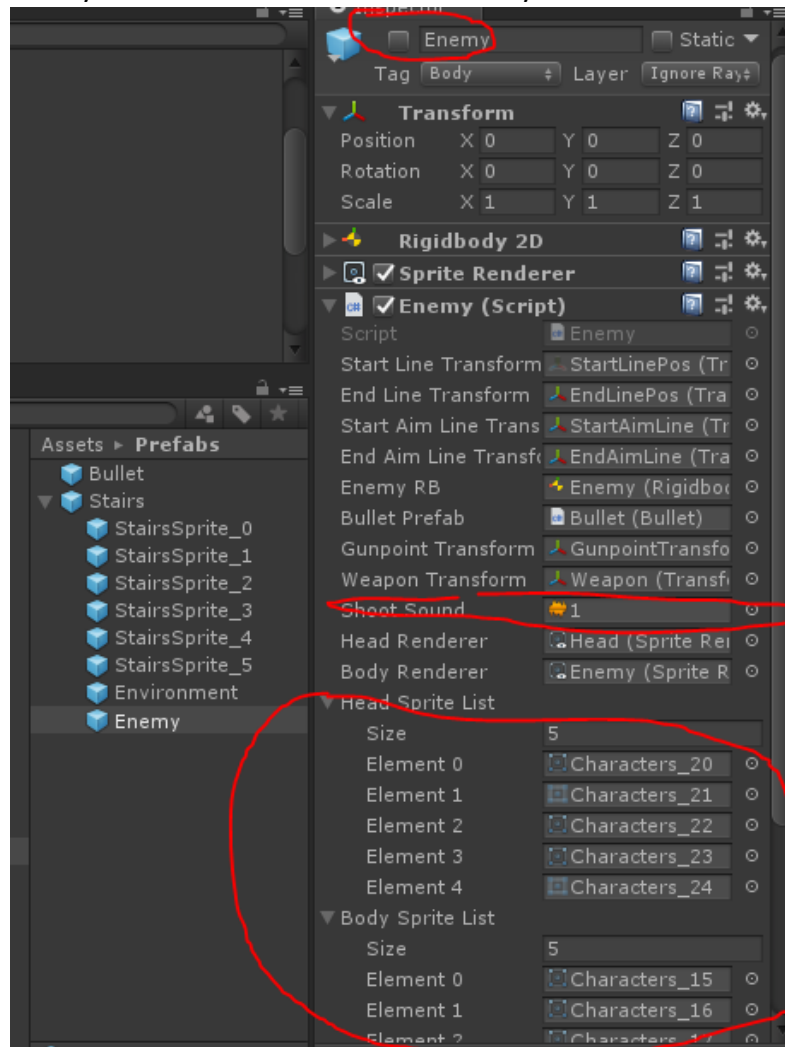 Inspector
Enemy Static
Tag Body Layer Ignore Ray
Transform
Position X 0 Y 0 Z 0
Rotation X 0 Y 0 Z 0
Scale X 1 Y 1 Z 1
Rigidbody 2D
Sprite Renderer
Enemy (Script)
Script Enemy
Start Line Transform StartLinePos (Tr
End Line Transform EndLinePos (Tra
Start Aim Line Trans StartAimLine (Tr
End Aim Line Transfo EndAimLine (Tra
Enemy RB Enemy (Rigidboc
Bullet Prefab Bullet (Bullet)
Gunpoint Transform GunpointTransfo
Weapon Transform Weapon (Transf
Shoot Sound 1
Head Renderer Head (Sprite Rei
Body Renderer Enemy (Sprite R
Head Sprite List
Size 5
Element 0 Characters_20
Element 1 Characters_21
Element 2 Characters_22
Element 3 Characters_23
Element 4 Characters_24
Body Sprite List
Size 5
Element 0 Characters_15
Element 1 Characters_16
Element 2 Characters_17
Assets ▸ Prefabs
Bullet
Stairs
StairsSprite_0
StairsSprite_1
StairsSprite_2
StairsSprite_3
StairsSprite_4
StairsSprite_5
Environment
Enemy